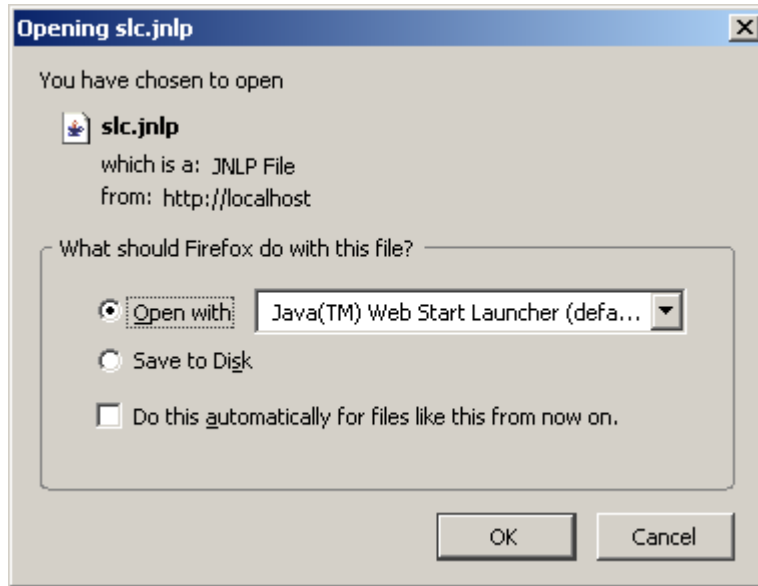 Opening slc.jnlp
You have chosen to open
slc.jnlp
which is a: JNLP File
from: http://localhost
What should Firefox do with this file?
Open with Java(TM) Web Start Launcher (defa...
Save to Disk
Do this automatically for files like this from now on.
OK Cancel